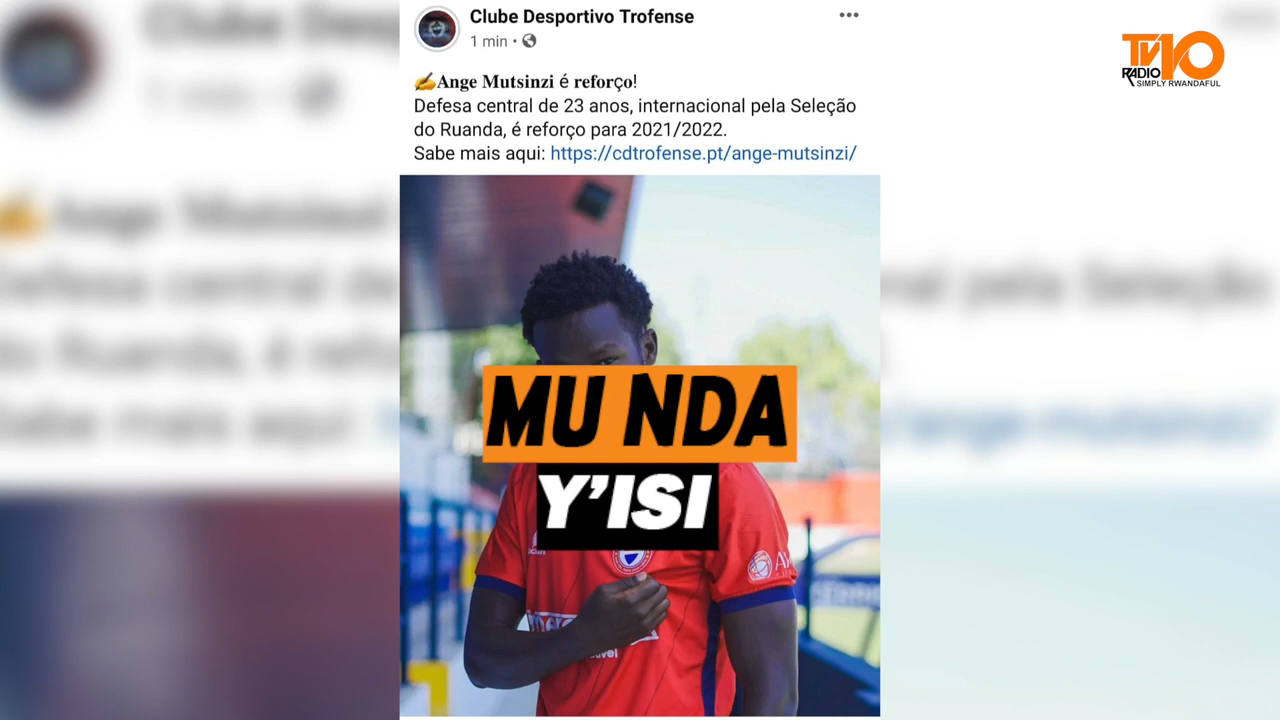 Clube Desportivo Trofense
1 min
Ange Mutsinzi é reforço!
Defesa central de 23 anos, internacional pela Seleção
do Ruanda, é reforço para 2021/2022.
Sabe mais aqui: https://cdtrofense.pt/ange-mutsinzi/
TV10
RADIO
SIMPLY RWANDAFUL
MU NDA
Y'ISI